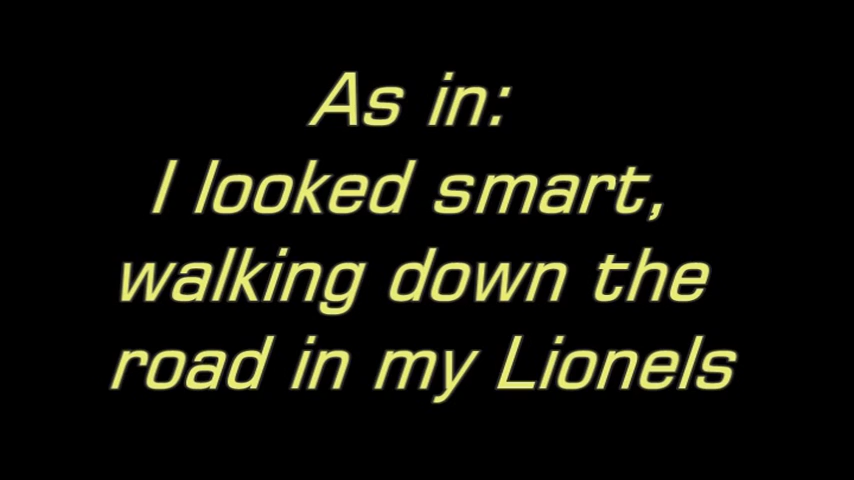 As in:
I looked smart,
walking down the
road in my Lionels